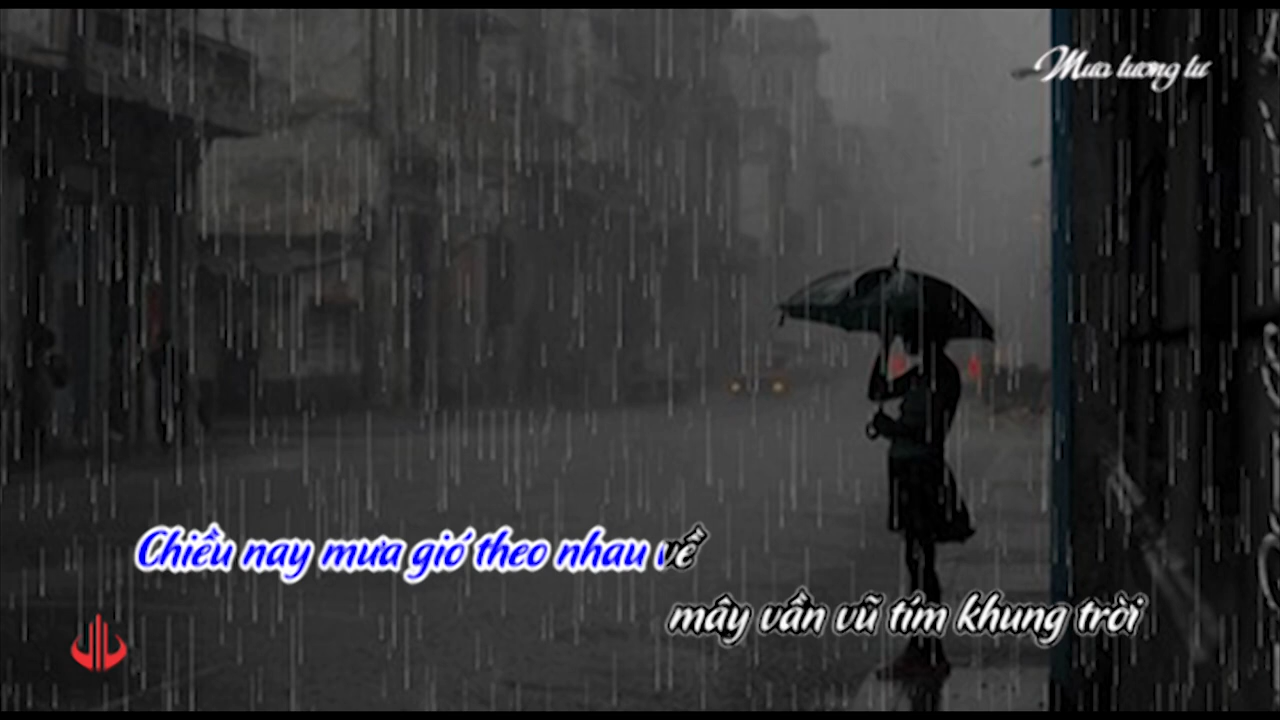 Mưa tương tư
Chiều nay mưa gió theo nhau về
mây vần vũ tím khung trời